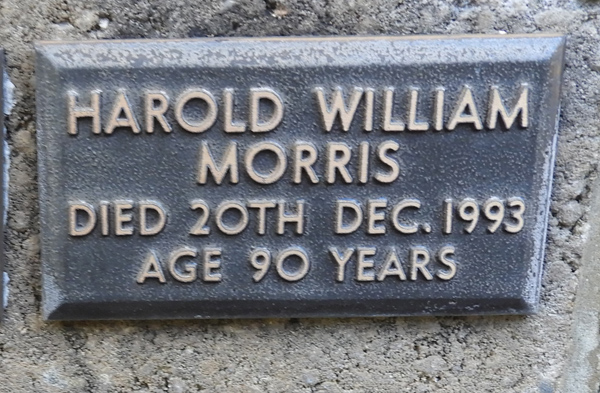 HAROLD WILLIAM
MORRIS
DIED 20TH DEC. 1993
AGE 90 YEARS